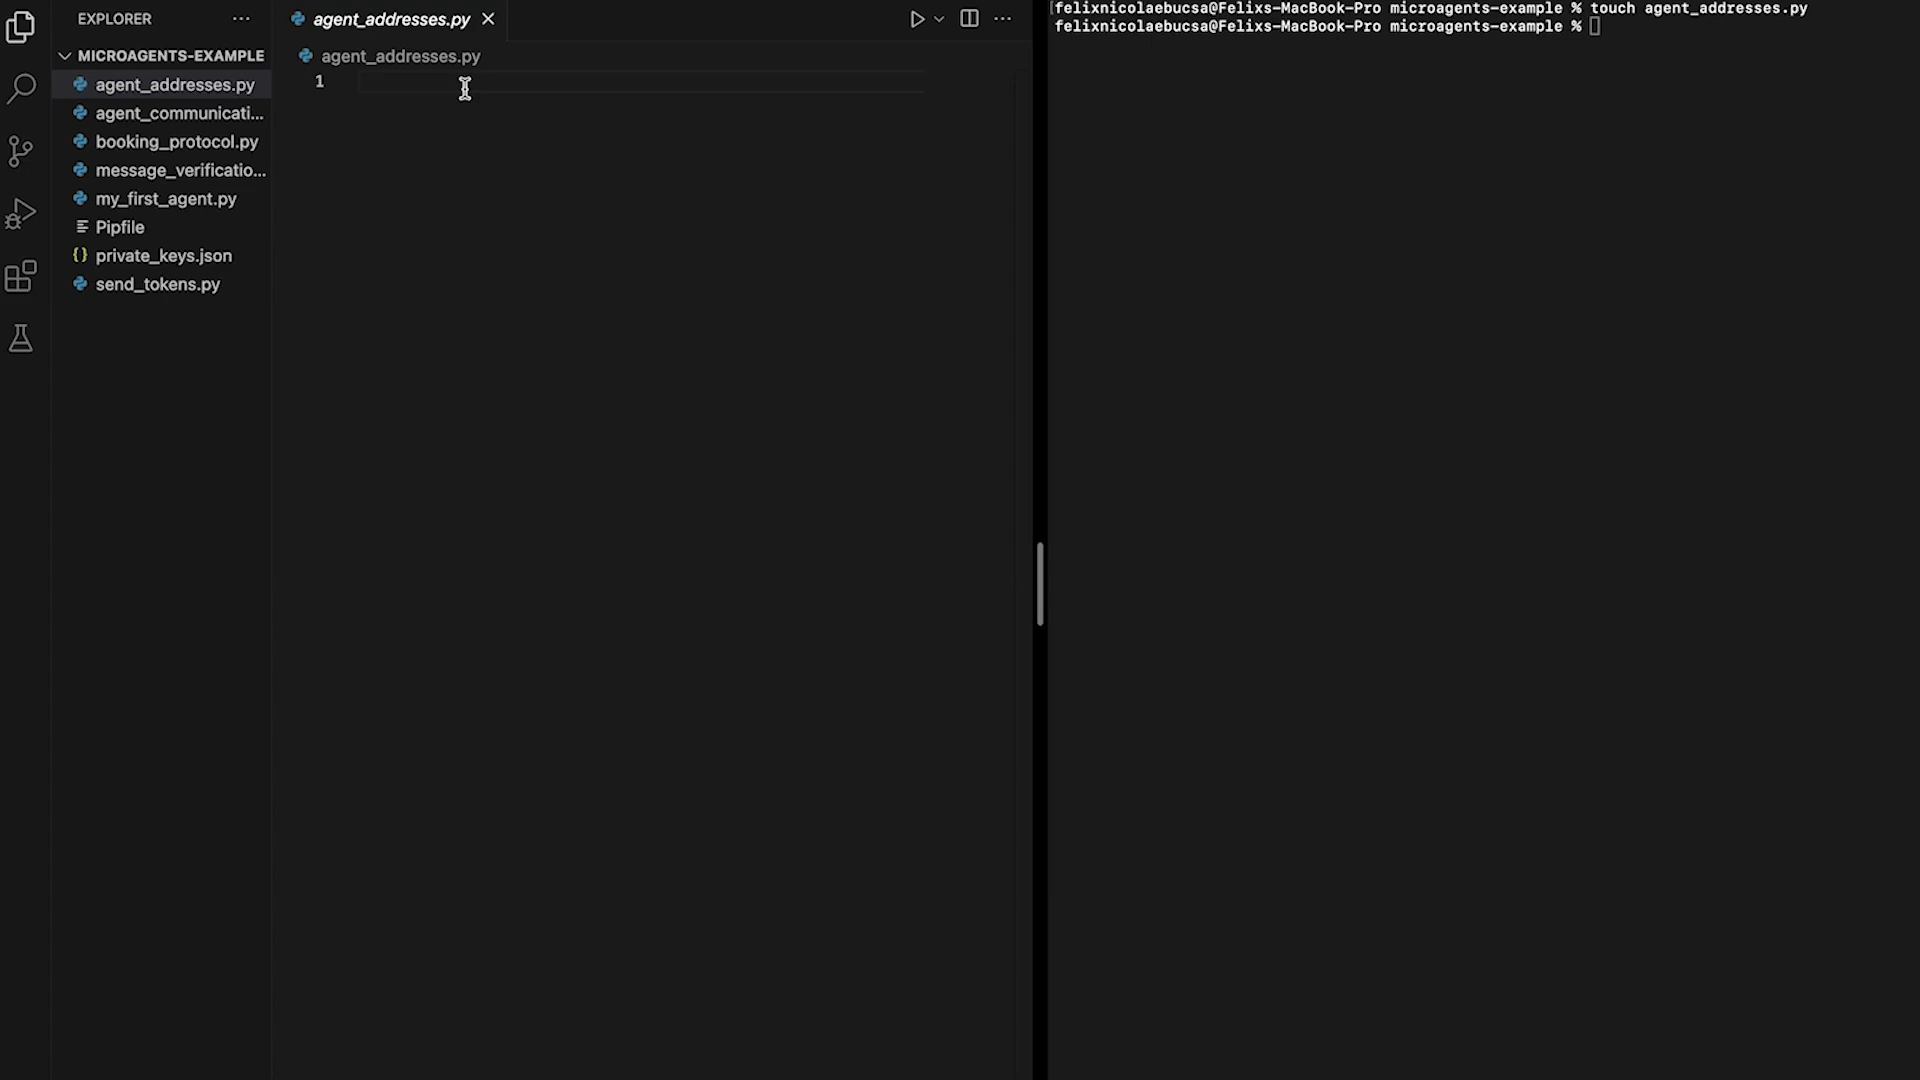 EXPLORER
MICROAGENTS-EXAMPLE
agent_addresses.py
agent_communicati...
booking_protocol.py
message_verificatio...
my_first_agent.py
Pipfile
private_keys.json
send_tokens.py
agent_addresses.py
agent_addresses.py
1
[felixnicolaebucsa@Felixs-MacBook-Pro microagents-example % touch agent_addresses.py
felixnicolaebucsa@Felixs-MacBook-Pro microagents-example %